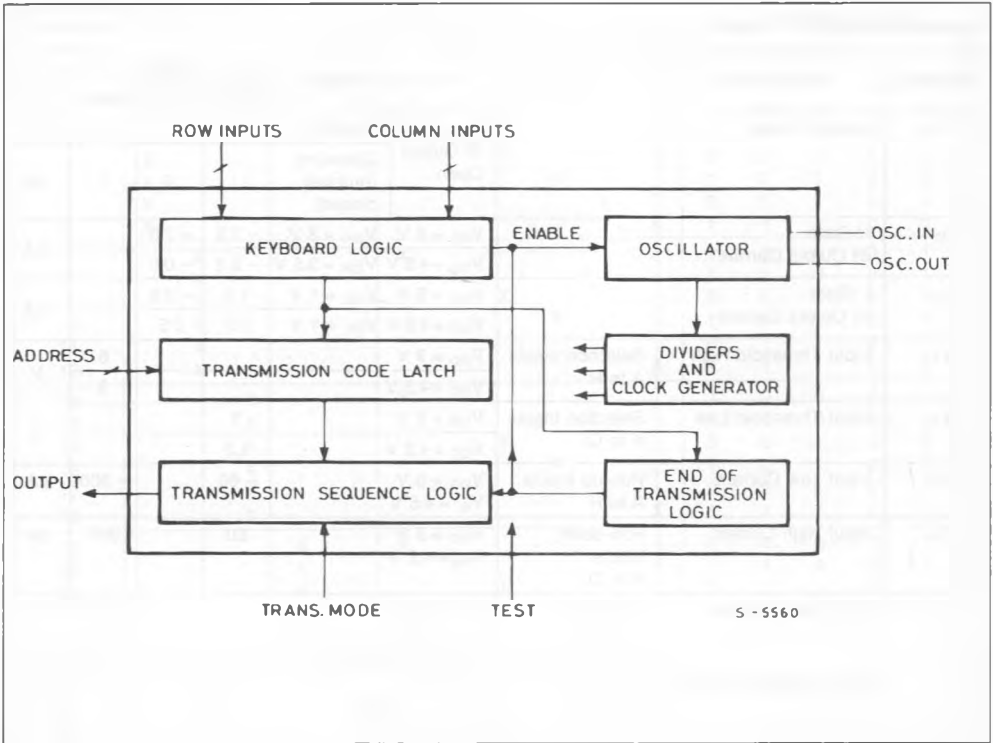 ROW INPUTS
COLUMN INPUTS
KEYBOARD LOGIC
ENABLE
OSCILLATOR
OSC. IN
OSC. OUT
ADDRESS
TRANSMISSION CODE LATCH
DIVIDERS
AND
CLOCK GENERATOR
OUTPUT
TRANSMISSION SEQUENCE LOGIC
END OF
TRANSMISSION
LOGIC
TRANS. MODE
TEST
S - 5560